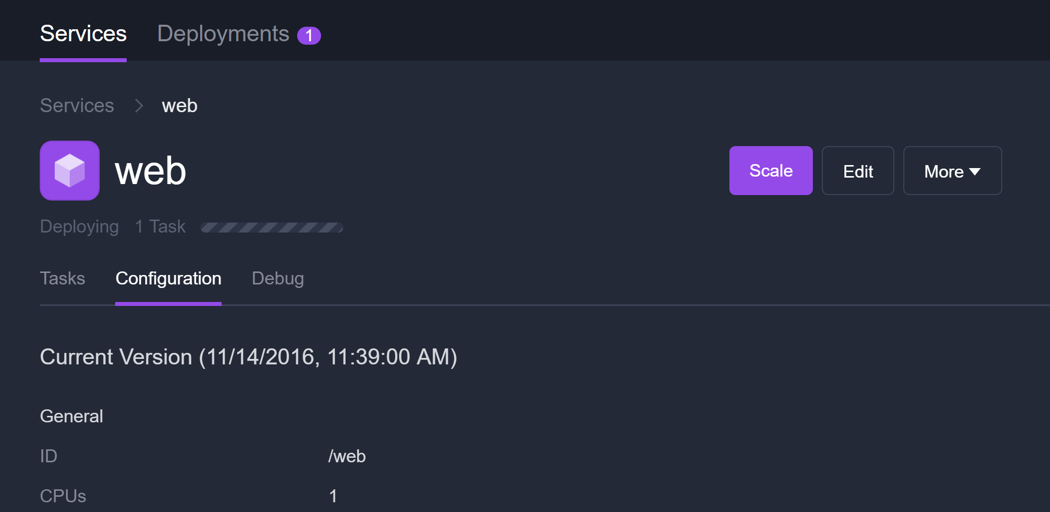 Services Deployments 1
Services web
web
Scale Edit More
Deploying 1 Task
Tasks Configuration Debug
Current Version (11/14/2016, 11:39:00 AM)
General
ID /web
CPUs 1